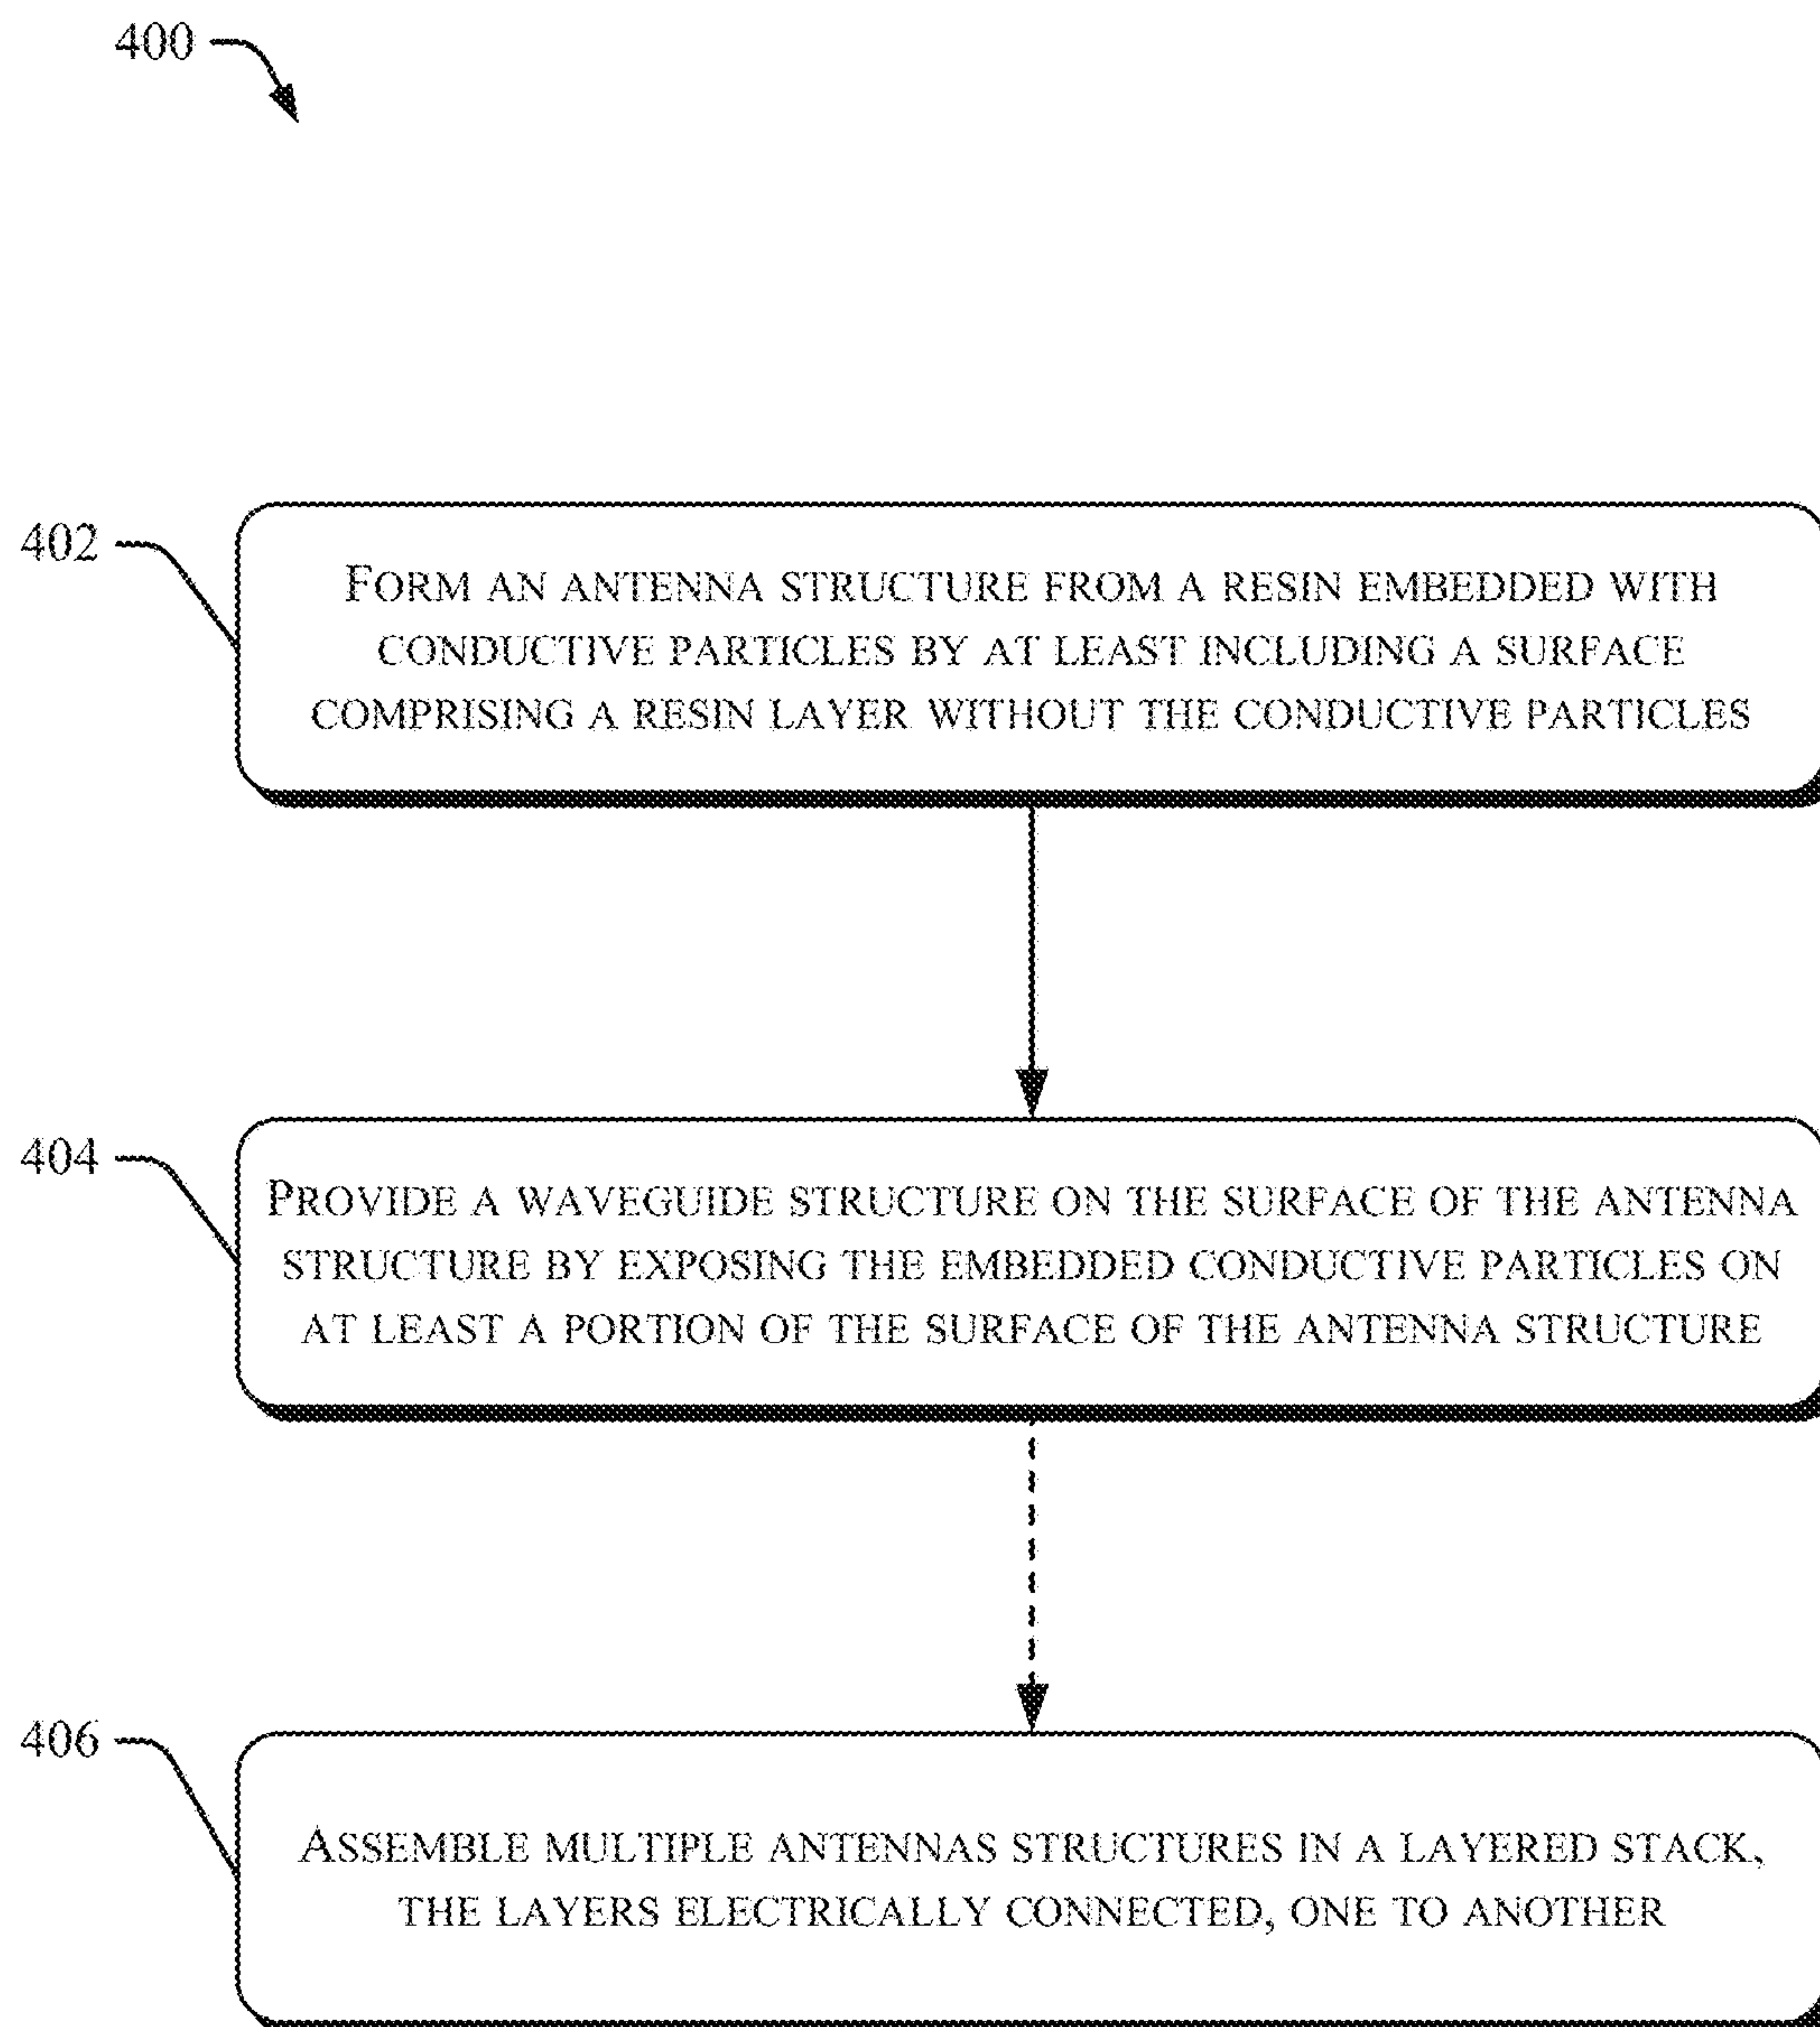 400
402
FORM AN ANTENNA STRUCTURE FROM A RESIN EMBEDDED WITH
CONDUCTIVE PARTICLES BY AT LEAST INCLUDING A SURFACE
COMPRISING A RESIN LAYER WITHOUT THE CONDUCTIVE PARTICLES
404
PROVIDE A WAVEGUIDE STRUCTURE ON THE SURFACE OF THE ANTENNA
STRUCTURE BY EXPOSING THE EMBEDDED CONDUCTIVE PARTICLES ON
AT LEAST A PORTION OF THE SURFACE OF THE ANTENNA STRUCTURE
406
ASSEMBLE MULTIPLE ANTENNAS STRUCTURES IN A LAYERED STACK,
THE LAYERS ELECTRICALLY CONNECTED, ONE TO ANOTHER